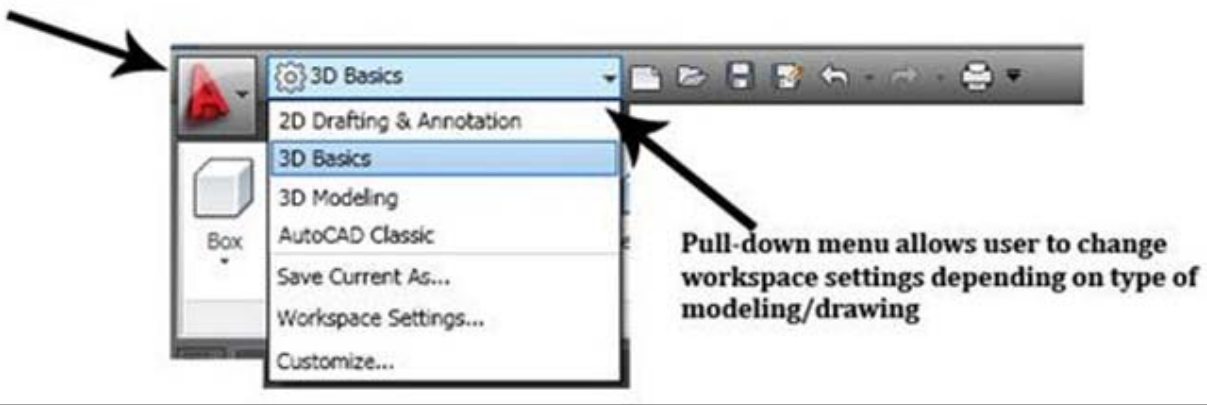 3D Basics
2D Drafting & Annotation
3D Basics
3D Modeling
AutoCAD Classic
Save Current As...
Workspace Settings...
Customize...
Box
Pull-down menu allows user to change
workspace settings depending on type of
modeling/drawing